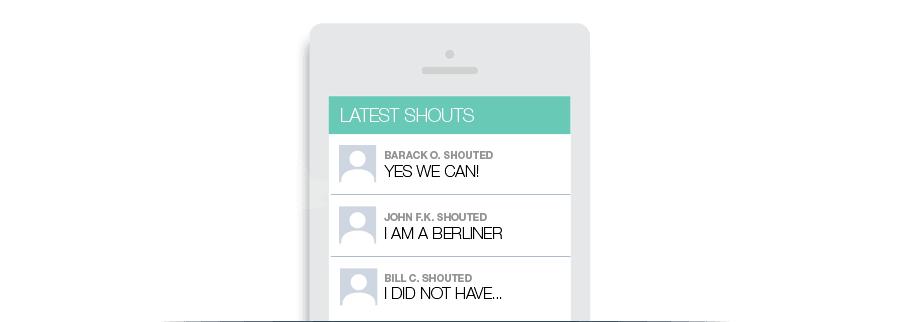 LATEST SHOUTS
BARACK O. SHOUTED
YES WE CAN!
JOHN F.K. SHOUTED
I AM A BERLINER
BILL C. SHOUTED
I DID NOT HAVE...